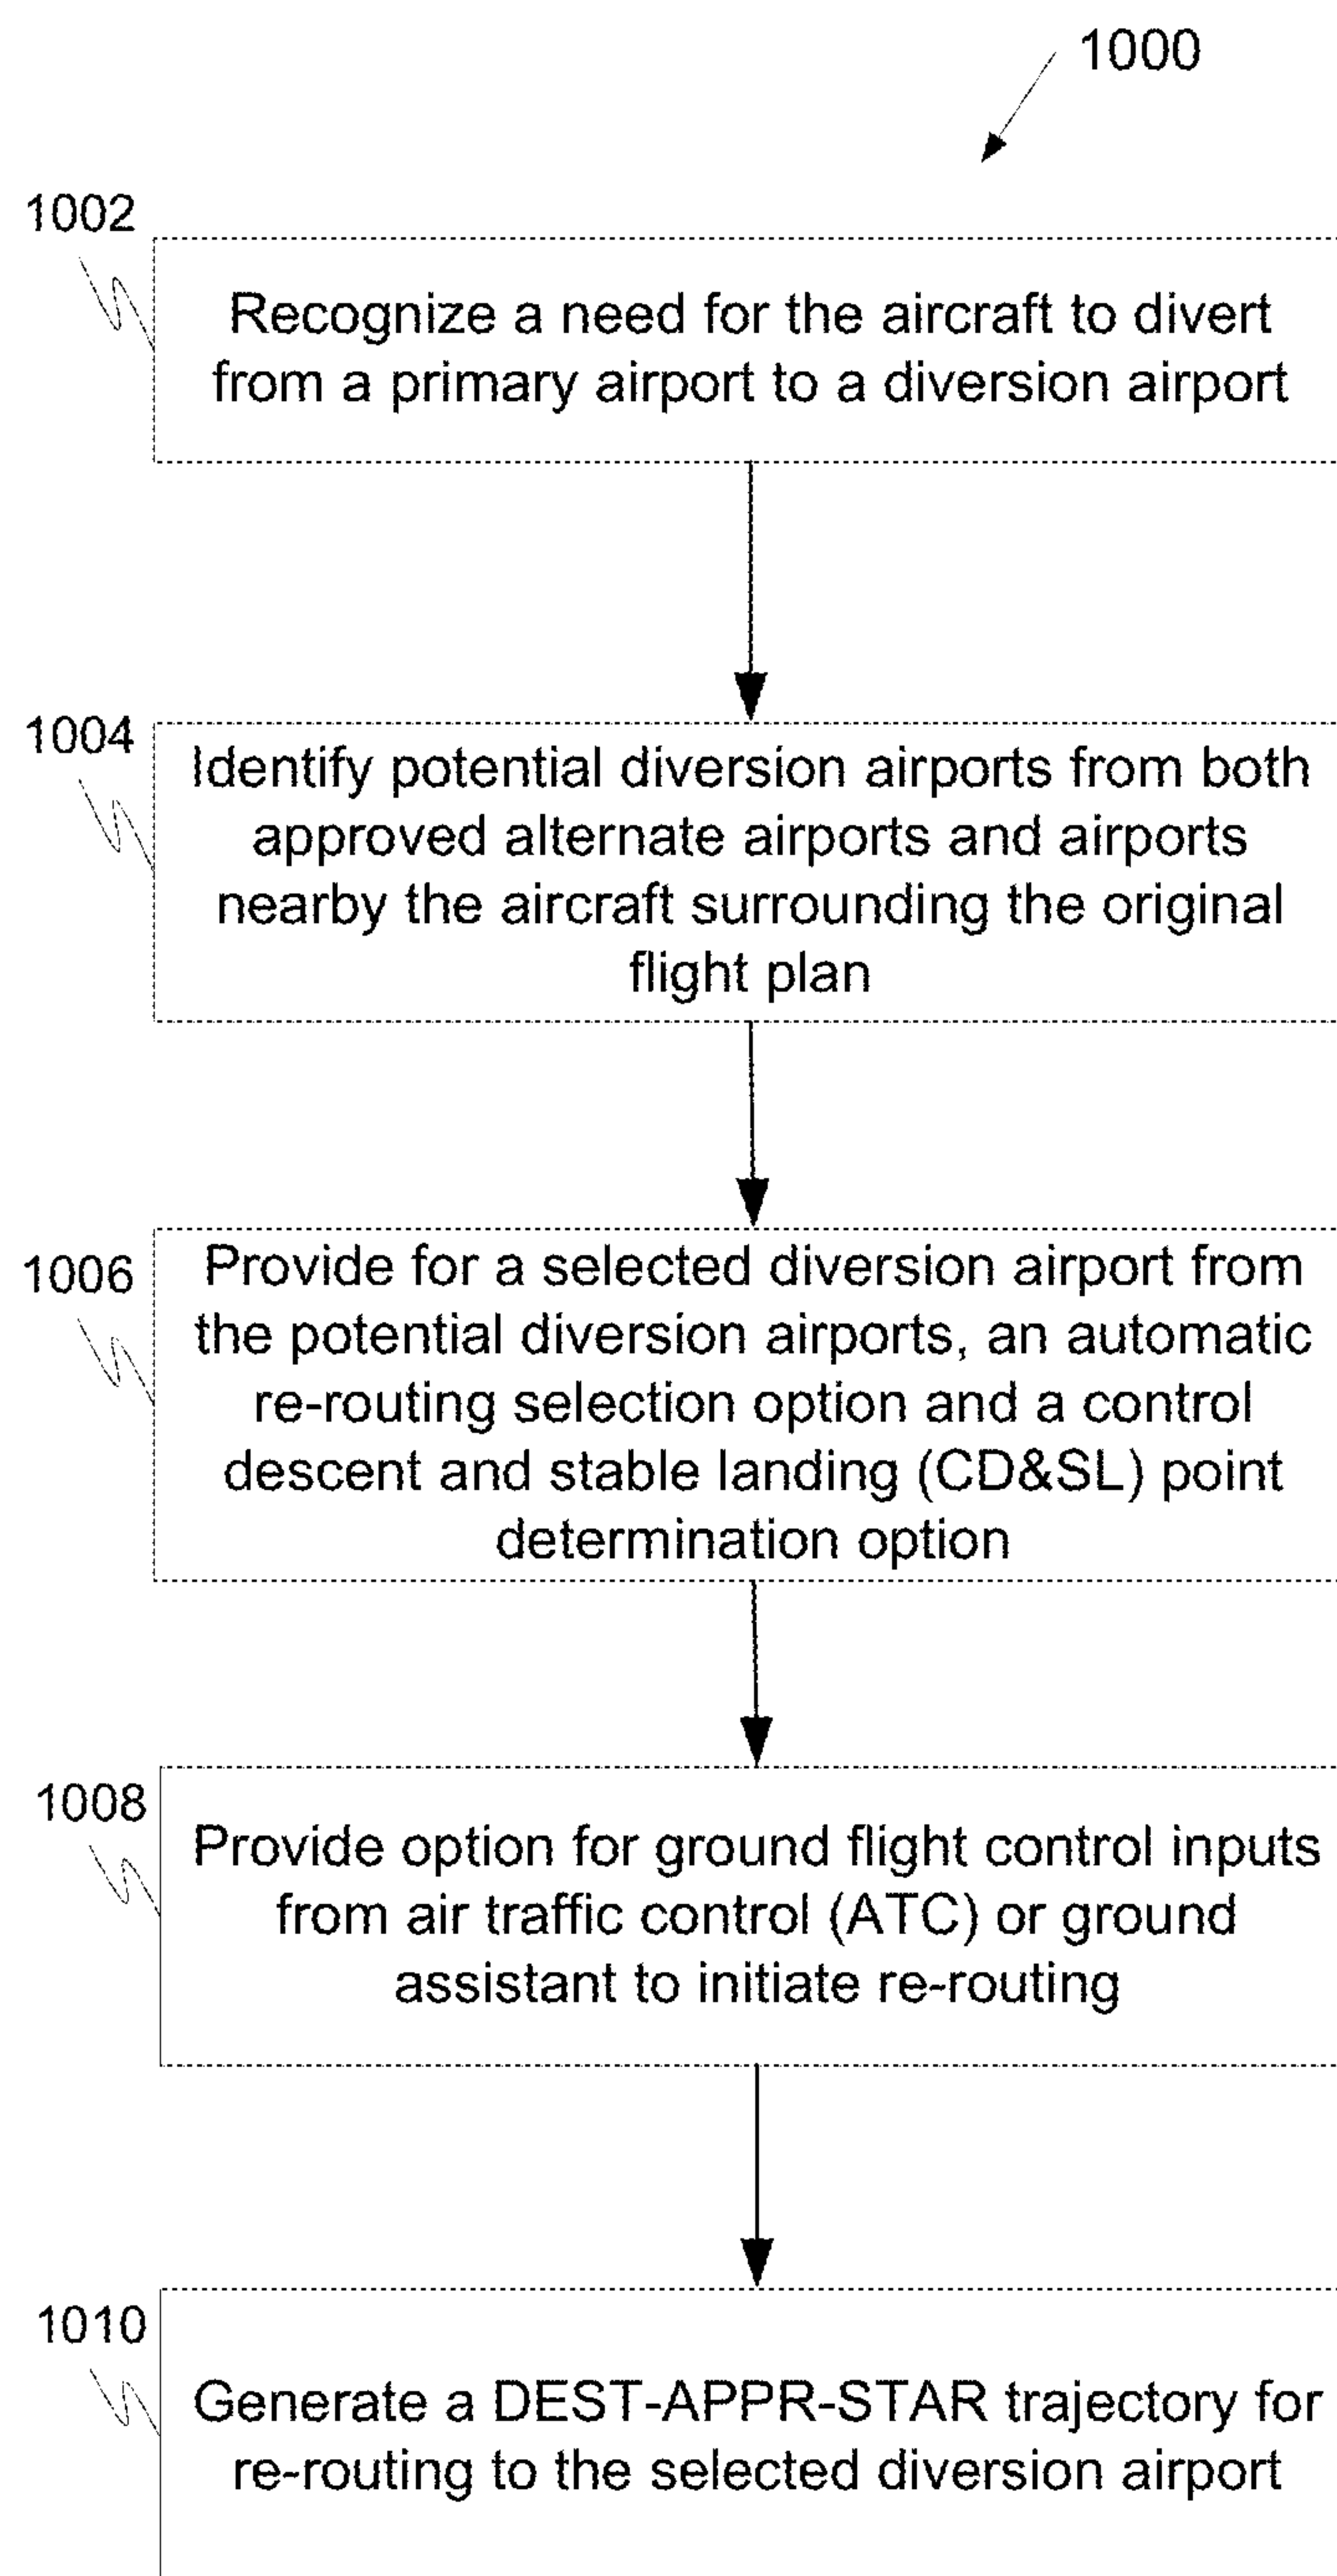 1000
1002
Recognize a need for the aircraft to divert
from a primary airport to a diversion airport
1004
Identify potential diversion airports from both
approved alternate airports and airports
nearby the aircraft surrounding the original
flight plan
1006
Provide for a selected diversion airport from
the potential diversion airports, an automatic
re-routing selection option and a control
descent and stable landing (CD&SL) point
determination option
1008
Provide option for ground flight control inputs
from air traffic control (ATC) or ground
assistant to initiate re-routing
1010
Generate a DEST-APPR-STAR trajectory for
re-routing to the selected diversion airport